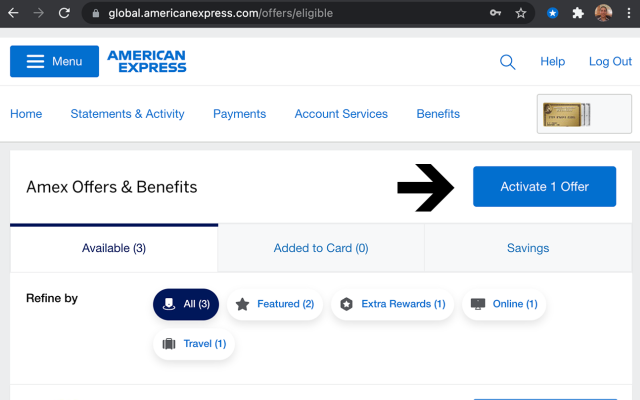 global.americanexpress.com/offers/eligible
Menu
AMERICAN
EXPRESS
Help
Log Out
Home
Statements & Activity
Payments
Account Services
Benefits
Amex Offers & Benefits
Activate 1 Offer
Available (3)
Added to Card (0)
Savings
Refine by
All (3)
Featured (2)
Extra Rewards (1)
Online (1)
Travel (1)